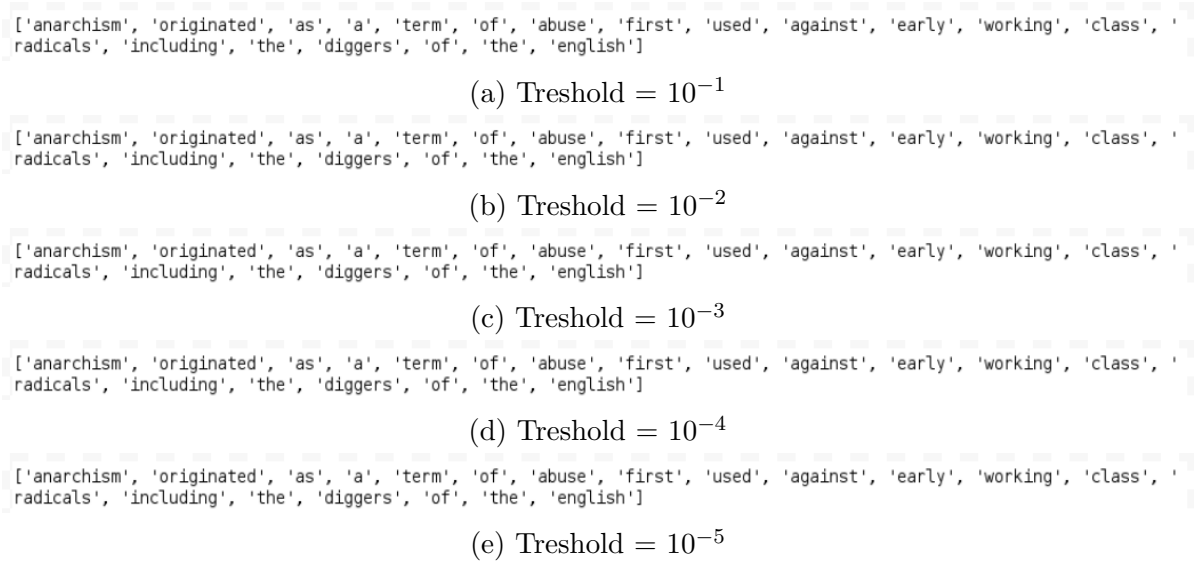 ['anarchism', 'originated', 'as', 'a', 'term', 'of', 'abuse', 'first', 'used', 'against', 'early', 'working', 'class', '
radicals', 'including', 'the', 'diggers', 'of', 'the', 'english']
(a) Treshold = 10⁻¹
['anarchism', 'originated', 'as', 'a', 'term', 'of', 'abuse', 'first', 'used', 'against', 'early', 'working', 'class', '
radicals', 'including', 'the', 'diggers', 'of', 'the', 'english']
(b) Treshold = 10⁻²
['anarchism', 'originated', 'as', 'a', 'term', 'of', 'abuse', 'first', 'used', 'against', 'early', 'working', 'class', '
radicals', 'including', 'the', 'diggers', 'of', 'the', 'english']
(c) Treshold = 10⁻³
['anarchism', 'originated', 'as', 'a', 'term', 'of', 'abuse', 'first', 'used', 'against', 'early', 'working', 'class', '
radicals', 'including', 'the', 'diggers', 'of', 'the', 'english']
(d) Treshold = 10⁻⁴
['anarchism', 'originated', 'as', 'a', 'term', 'of', 'abuse', 'first', 'used', 'against', 'early', 'working', 'class', '
radicals', 'including', 'the', 'diggers', 'of', 'the', 'english']
(e) Treshold = 10⁻⁵